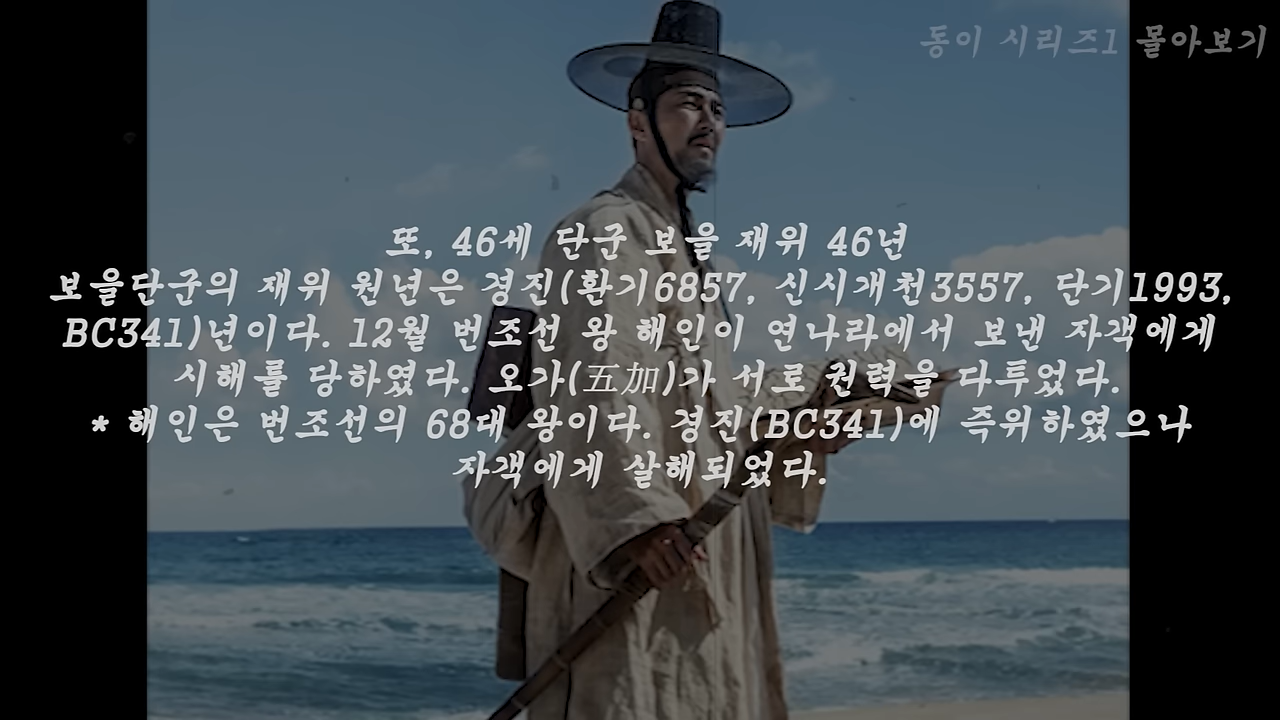 동이 시리즈1 몰아보기
또, 46세 단군 보을 재위 46년
보을단군의 재위 원년은 경진(환기6857, 신시개천3557, 단기1993,
BC341)년이다. 12월 번조선 왕 해인이 연나라에서 보낸 자객에게
시해를 당하였다. 오가(五加)가 서로 권력을 다투었다.
* 해인은 번조선의 68대 왕이다. 경진(BC341)에 즉위하였으나
자객에게 살해되었다.